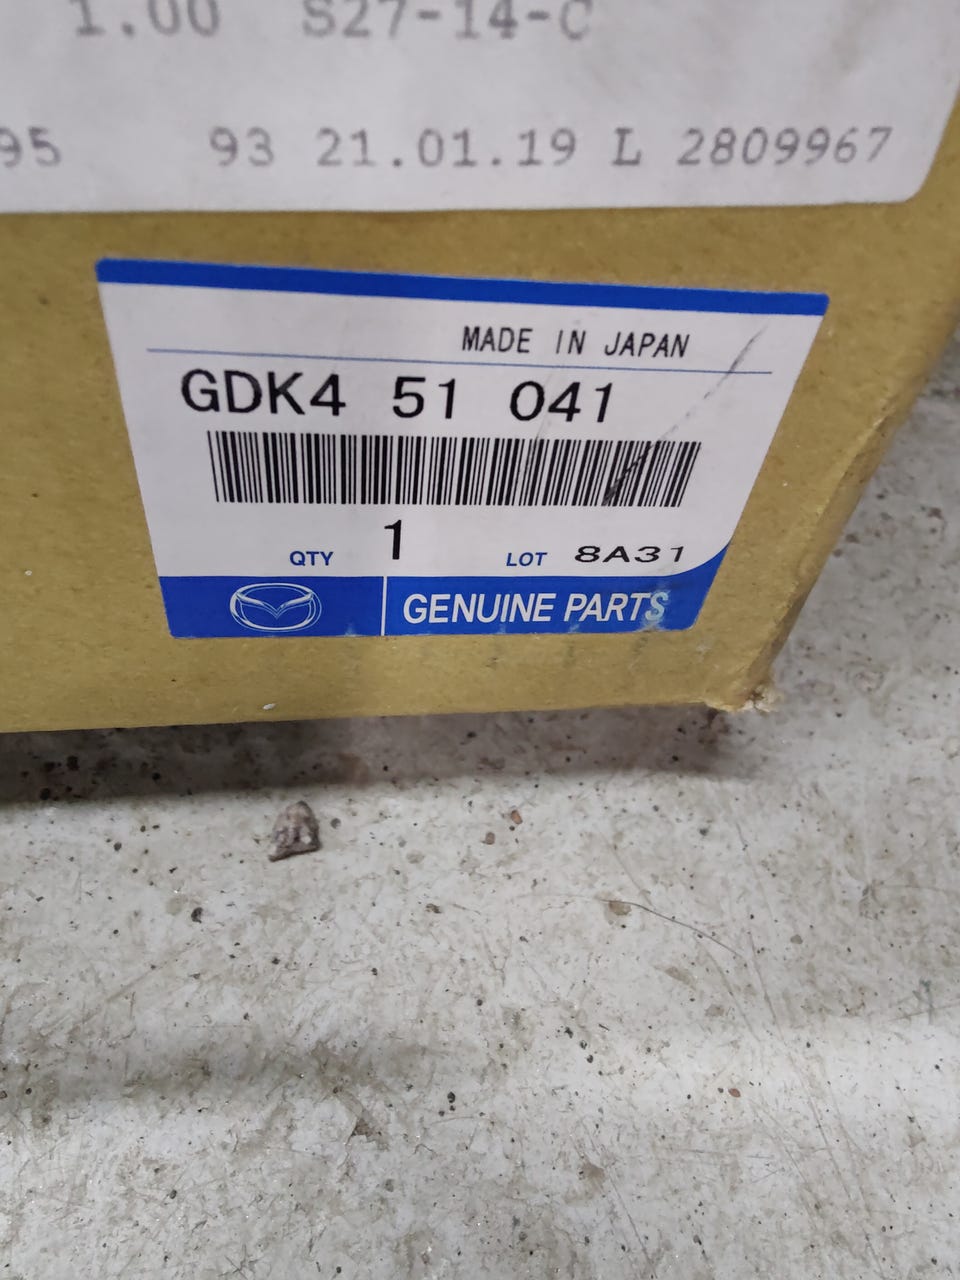 1.00 S27-14-C
95 93 21.01.19 L 2809967
MADE IN JAPAN
GDK4 51 041
QTY 1 LOT 8A31
GENUINE PARTS